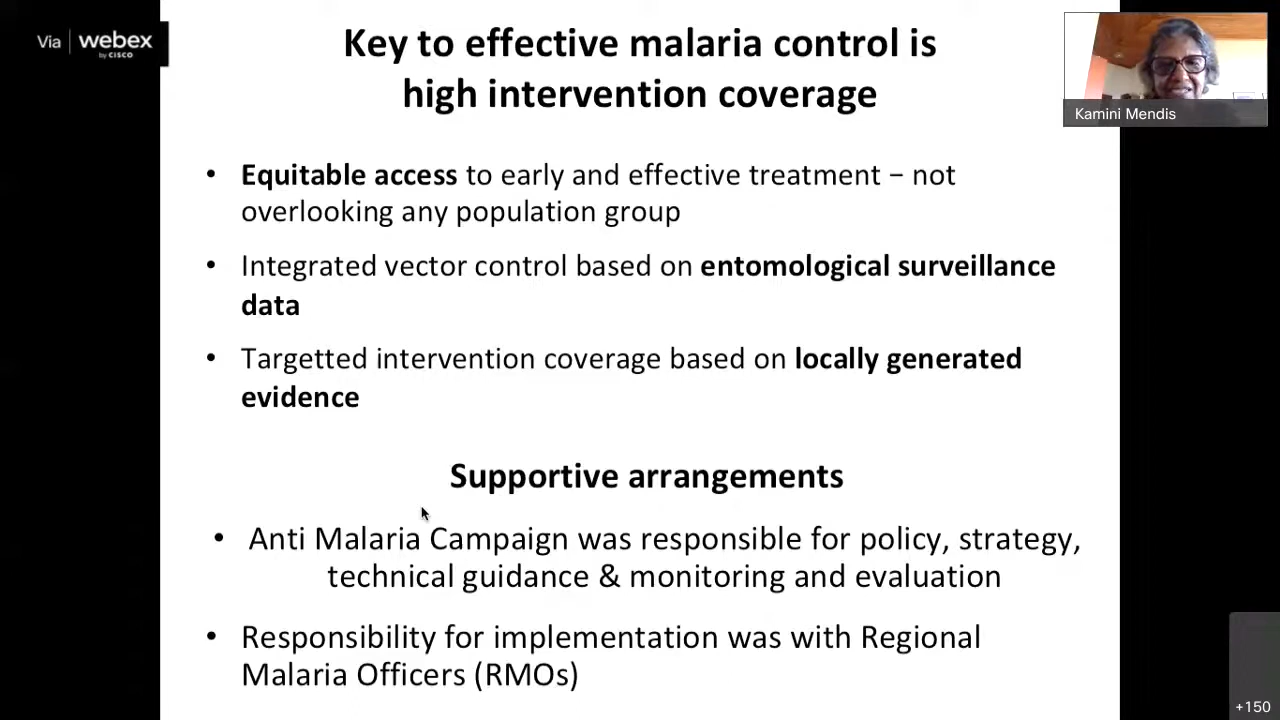 Via | webex
by CISCO
Key to effective malaria control is
high intervention coverage
Kamini Mendis
• Equitable access to early and effective treatment – not
overlooking any population group
• Integrated vector control based on entomological surveillance
data
• Targetted intervention coverage based on locally generated
evidence
Supportive arrangements
• Anti Malaria Campaign was responsible for policy, strategy,
technical guidance & monitoring and evaluation
• Responsibility for implementation was with Regional
Malaria Officers (RMOs)
+150